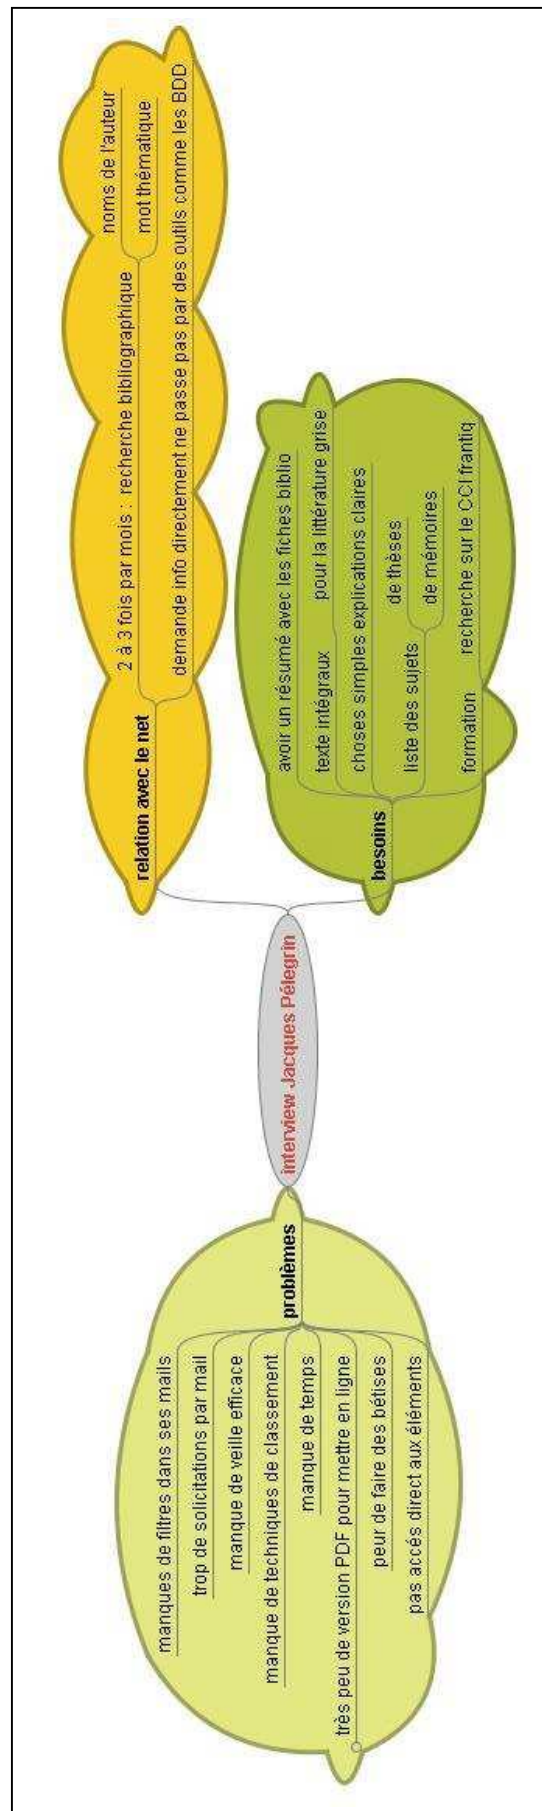 interview Jacques Pélegrin
relation avec le net
2 à 3 fois par mois : recherche bibliographique
noms de l'auteur
mot thématique
demande info directement ne passe pas par des outils comme les BDD
besoins
avoir un résumé avec les fiches biblio
texte intégraux
pour la littérature grise
choses simples explications claires
liste des sujets
de thèses
de mémoires
formation
recherche sur le CCI frantiq
problèmes
manques de filtres dans ses mails
trop de solicitations par mail
manque de veille efficace
manque de techniques de classement
manque de temps
très peu de version PDF pour mettre en ligne
peur de faire des bétises
pas accés direct aux éléments